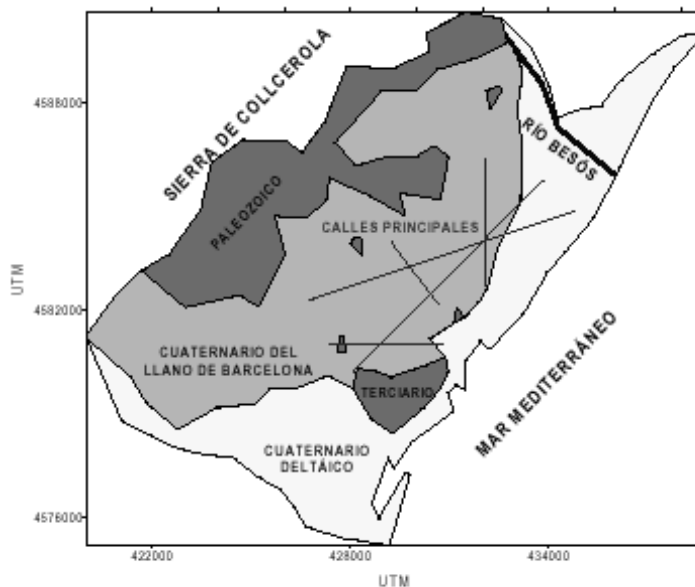 SIERRA DE COLLCEROLA
4588000
RÍO BESÓS
PALEOZOICO
CALLES PRINCIPALES
UTM
4582000
CUATERNARIO DEL
LLANO DE BARCELONA
TERCIARIO
MAR MEDITERRÁNEO
CUATERNARIO
DELTÁICO
4576000
422000
428000
434000
UTM